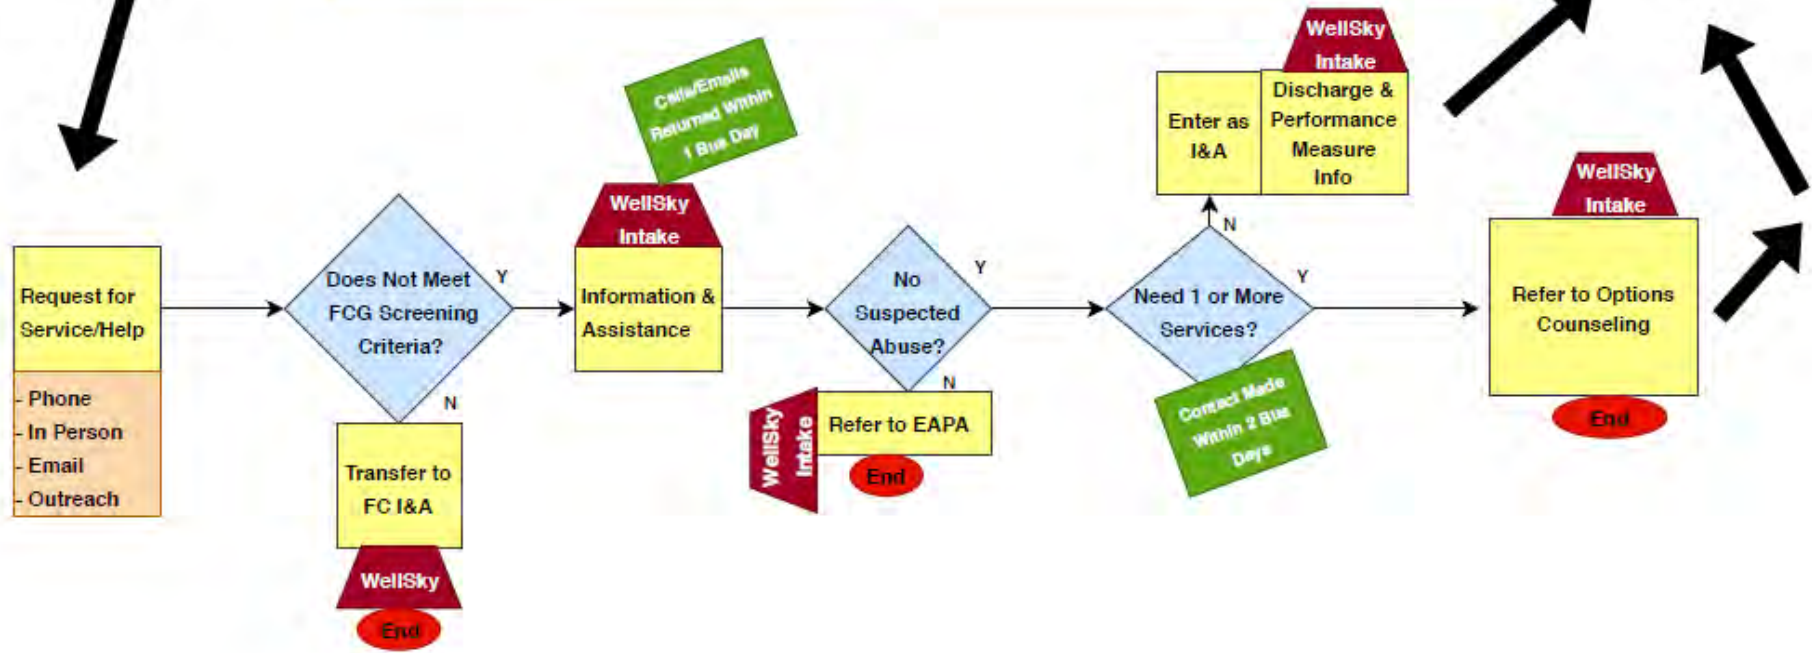 Request for
Service/Help
- Phone
- In Person
- Email
- Outreach
Does Not Meet
FCG Screening
Criteria?
Y
N
Transfer to
FC I&A
WellSky
End
Calls/Emails
Returned Within
1 Bus Day
WellSky
Intake
Information &
Assistance
No
Suspected
Abuse?
Y
N
WellSky
Intake
Refer to EAPA
End
Need 1 or More
Services?
Y
N
Contact Made
Within 2 Bus
Days
Enter as
I&A
WellSky
Intake
Discharge &
Performance
Measure
Info
WellSky
Intake
Refer to Options
Counseling
End